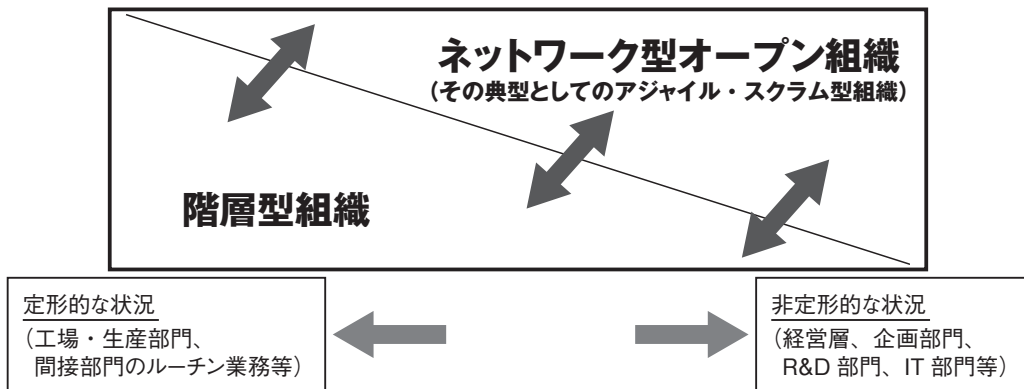 ネットワーク型オープン組織
(その典型としてのアジャイル・スクラム型組織)
階層型組織
定形的な状況
（工場・生産部門、
間接部門のルーチン業務等）
非定形的な状況
（経営層、企画部門、
R&D 部門、IT 部門等）